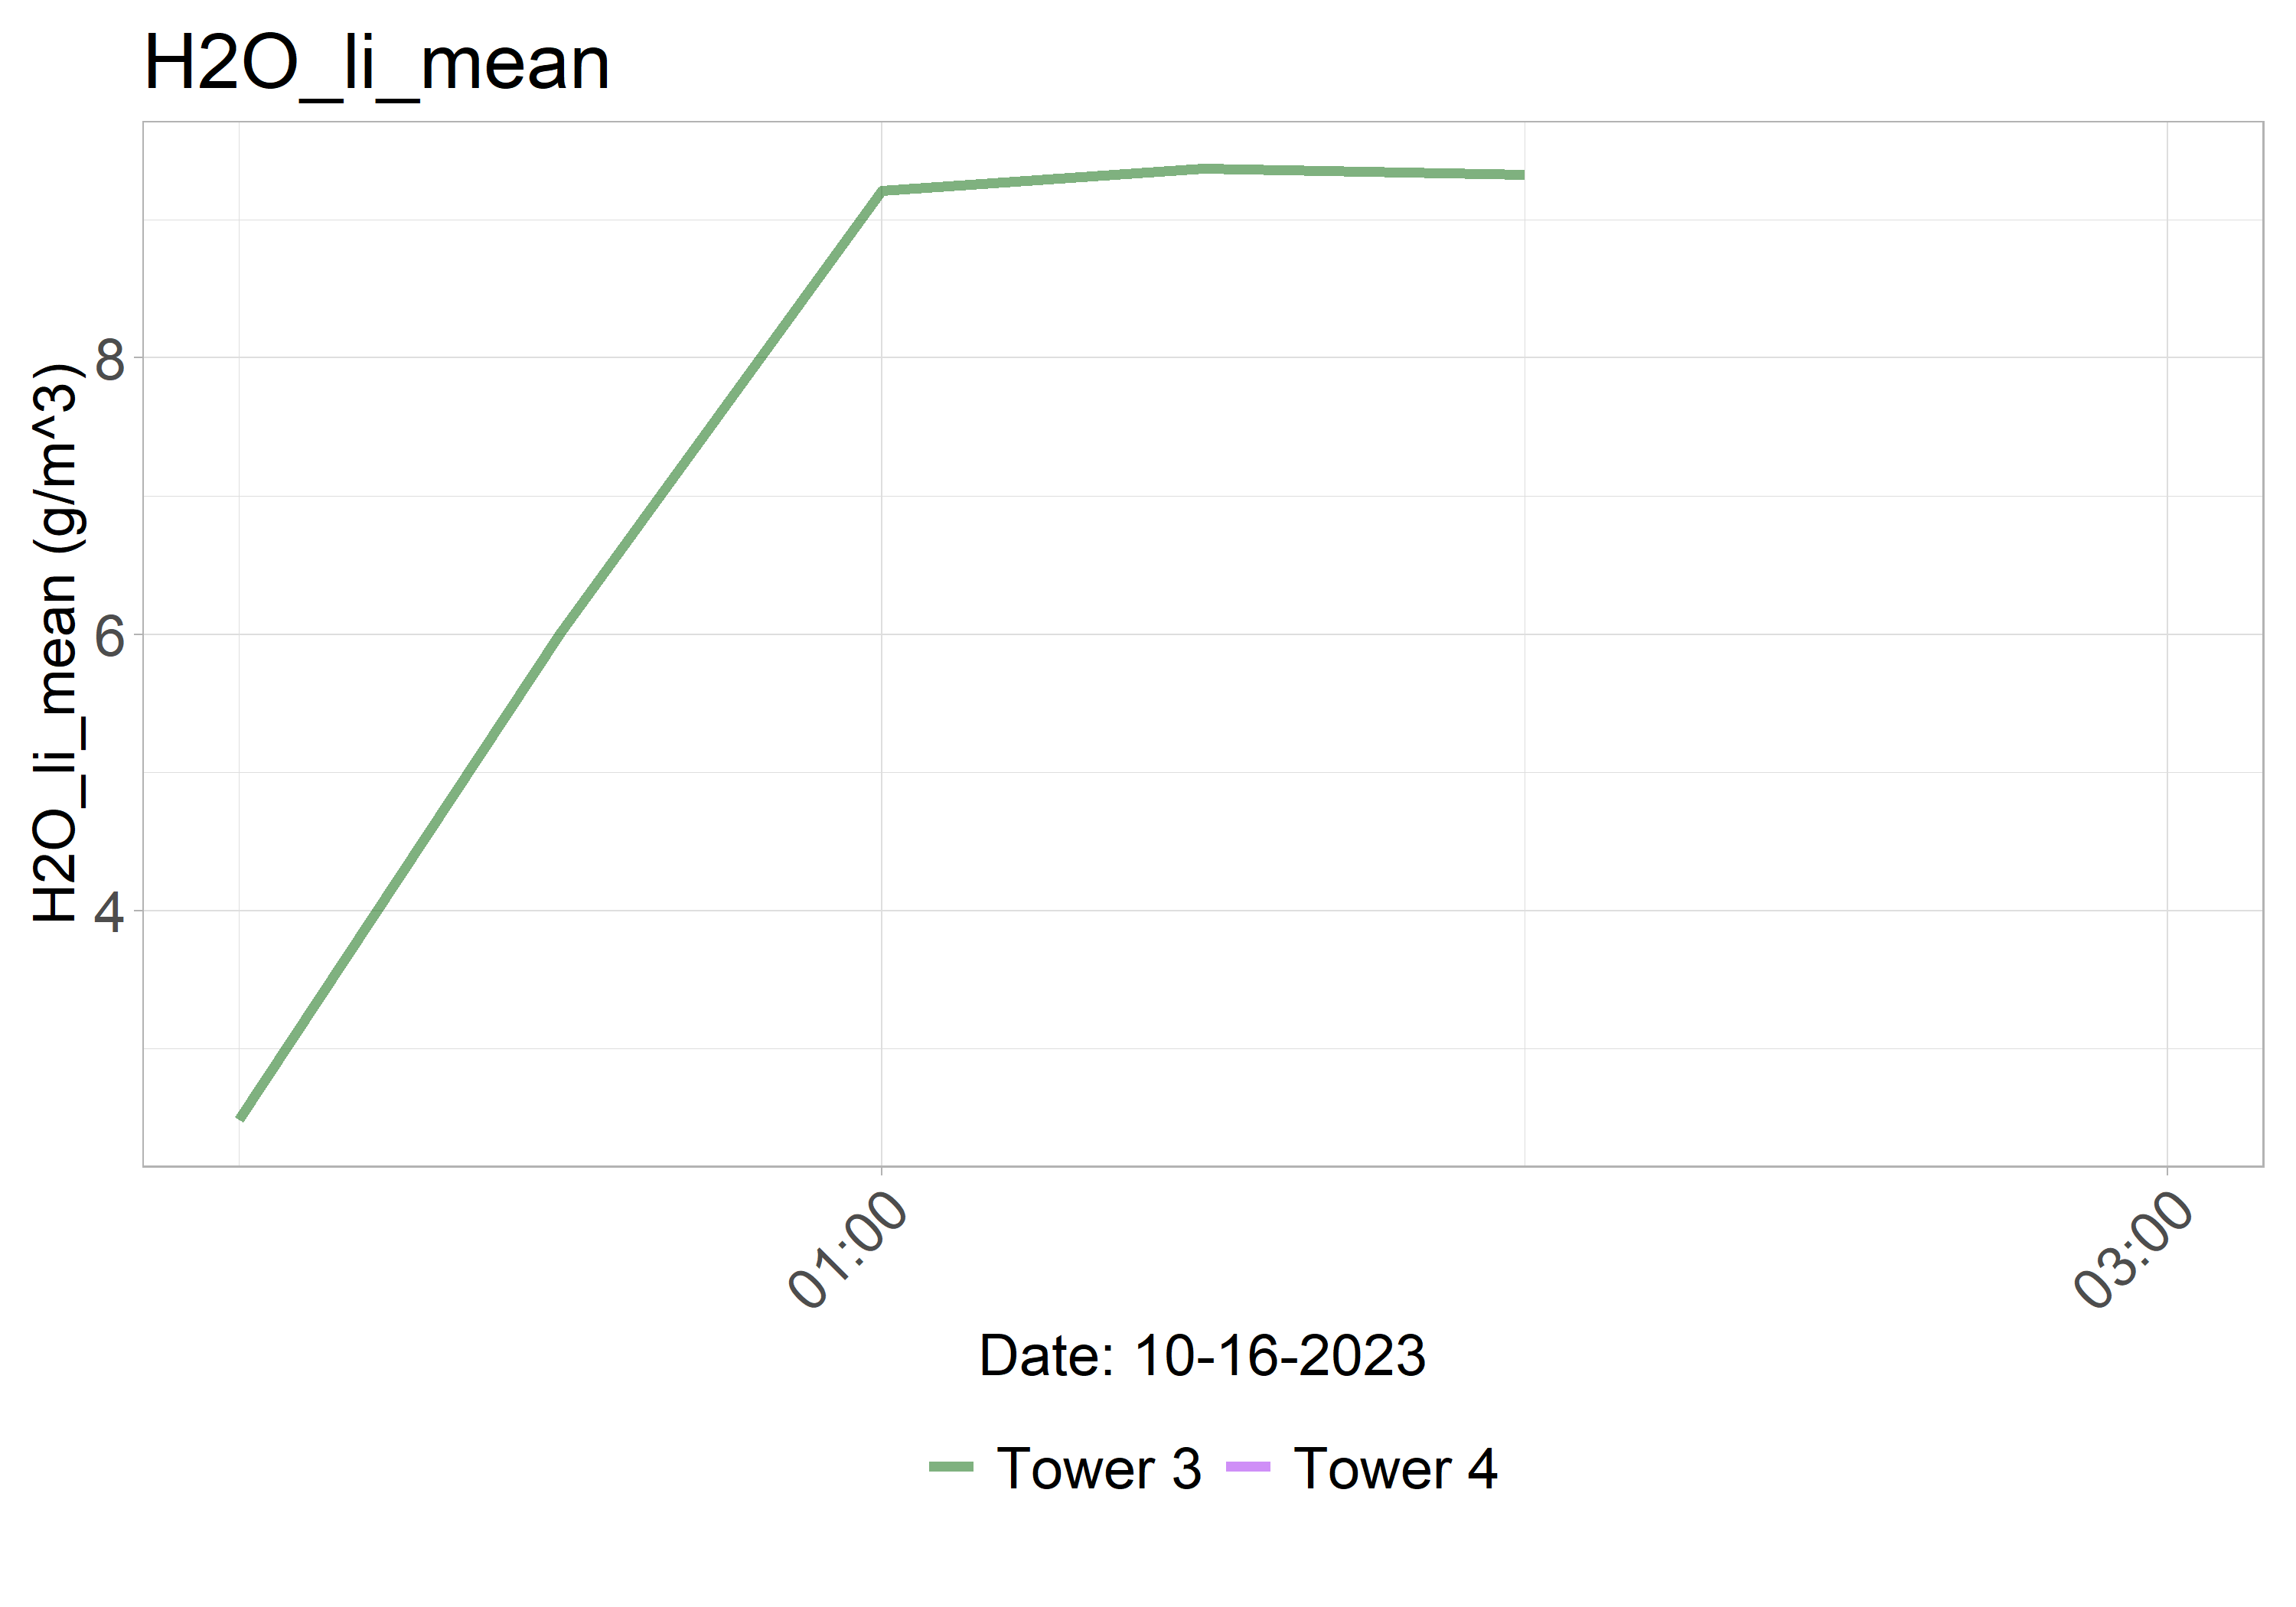 H2O_li_mean
H2O_li_mean (g/m^3)
8
6
4
01:00
03:00
Date: 10-16-2023
Tower 3
Tower 4